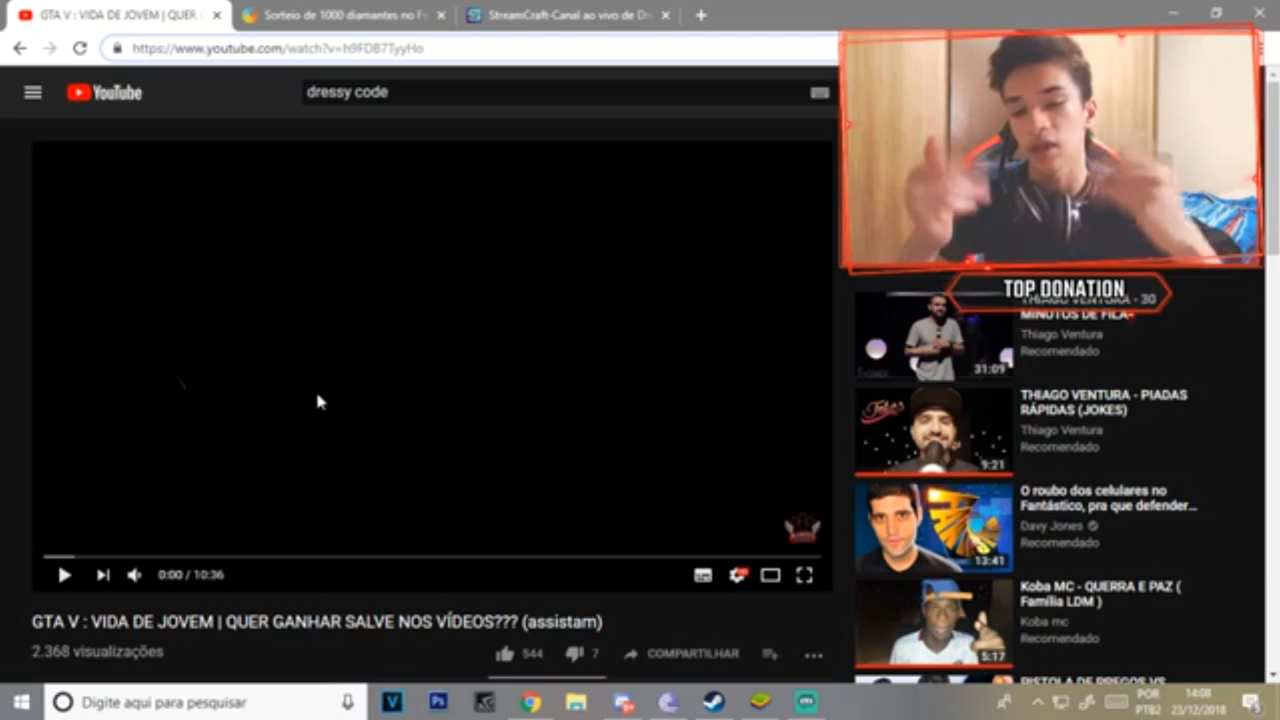 GTA V : VIDA DE JOVEM | QUER
Sorteio de 1000 diamantes no F
StreamCraft-Canal ao vivo de D
https://www.youtube.com/watch?v=h9FDB7TyyHo
YouTube
dressy code
TOP DONATION
THIAGO VENTURA - 30
MINUTOS DE FILA-
Thiago Ventura
Recomendado
31:09
THIAGO VENTURA - PIADAS
RÁPIDAS (JOKES)
Thiago Ventura
Recomendado
9:21
O roubo dos celulares no
Fantástico, pra que defender...
Davy Jones
Recomendado
13:41
Koba MC - QUERRA E PAZ (
Família LDM )
Koba mc
Recomendado
5:17
PISTOLA DE PREGOS VS
0:00 / 10:36
GTA V : VIDA DE JOVEM | QUER GANHAR SALVE NOS VÍDEOS??? (assistam)
2.368 visualizações
544
7
COMPARTILHAR
Digite aqui para pesquisar
POR
PTB2
14:08
23/12/2018